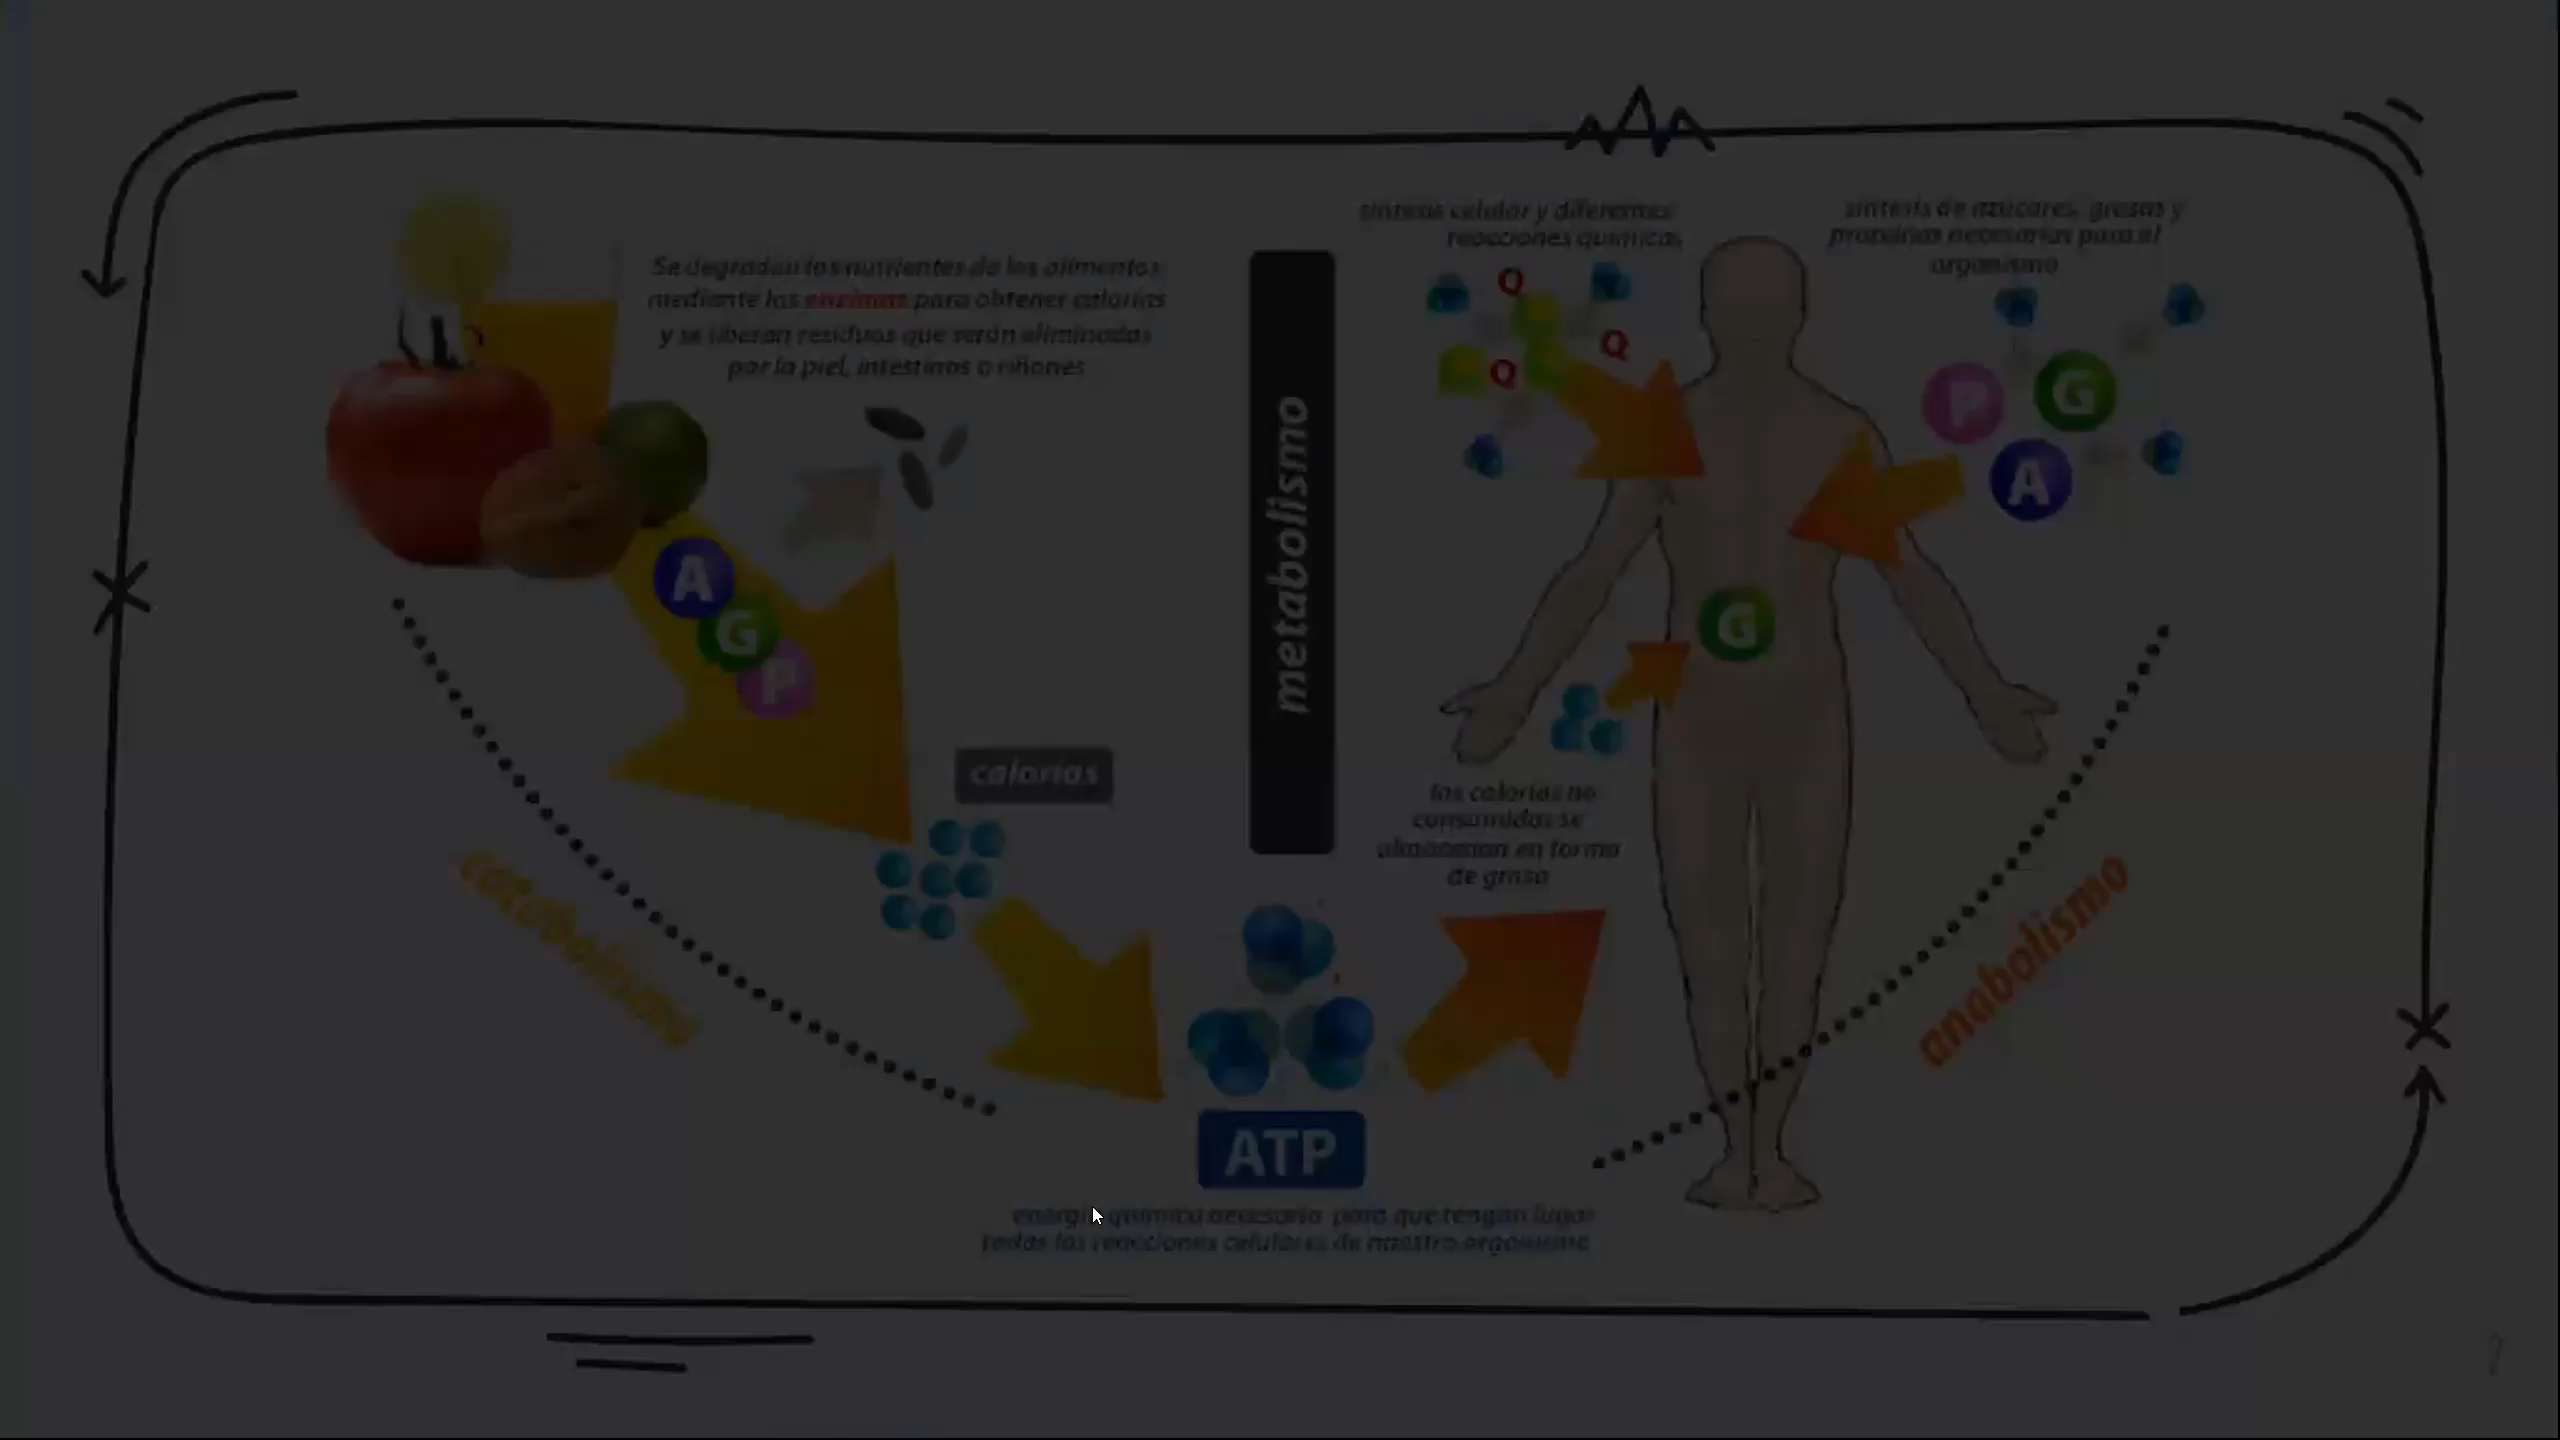 Se degradan los nutrientes de los alimentos
mediante las enzimas para obtener calorías
y se liberan residuos que serán eliminados
por la piel, intestinos o riñones
A
G
P
calorías
catabolismo
metabolismo
síntesis celular y diferentes
reacciones químicas
Q
Q
Q
síntesis de azúcares, grasas y
proteínas necesarias para el
organismo
P
G
A
G
las calorías no
consumidas se
almacenan en forma
de grasa
anabolismo
ATP
energía química necesaria para que tengan lugar
todas las reacciones celulares de nuestro organismo